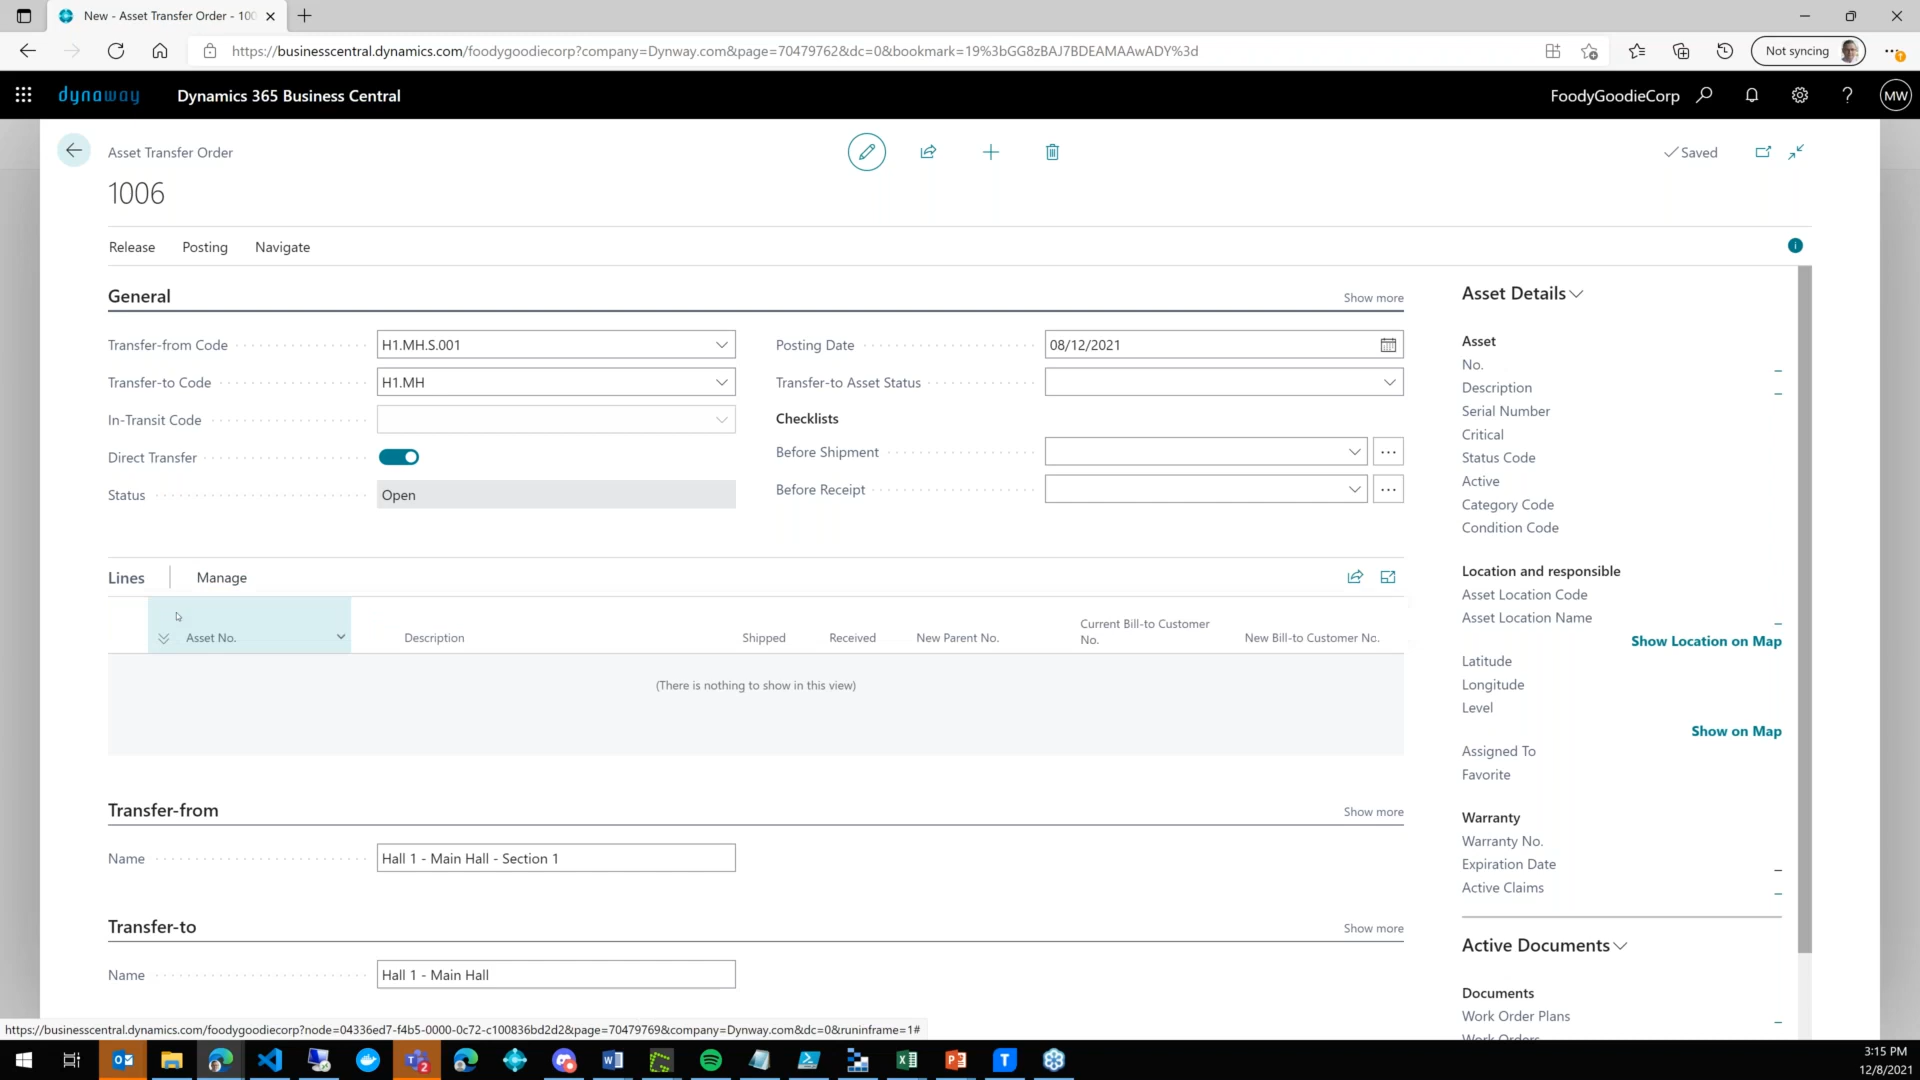 New - Asset Transfer Order - 100
https://businesscentral.dynamics.com/foodygoodiecorp?company=Dynway.com&page=70479762&dc=0&bookmark=19%3bGG8zBAJ7BDEAMAAwADY%3d
Not syncing
dynaway
Dynamics 365 Business Central
FoodyGoodieCorp
MW
Asset Transfer Order
Saved
1006
Release Posting Navigate
General
Show more
Transfer-from Code
H1.MH.S.001
Posting Date
08/12/2021
Transfer-to Code
H1.MH
Transfer-to Asset Status
In-Transit Code
Checklists
Direct Transfer
Before Shipment
Status
Open
Before Receipt
Lines
Manage
Asset No.
Description
Shipped
Received
New Parent No.
Current Bill-to Customer
No.
New Bill-to Customer No.
(There is nothing to show in this view)
Transfer-from
Show more
Name
Hall 1 - Main Hall - Section 1
Transfer-to
Show more
Name
Hall 1 - Main Hall
Asset Details
Asset
No.
Description
Serial Number
Critical
Status Code
Active
Category Code
Condition Code
Location and responsible
Asset Location Code
Asset Location Name
Show Location on Map
Latitude
Longitude
Level
Show on Map
Assigned To
Favorite
Warranty
Warranty No.
Expiration Date
Active Claims
Active Documents
Documents
Work Order Plans
Work Orders
https://businesscentral.dynamics.com/foodygoodiecorp?node=04336ed7-f4b5-0000-0c72-c100836bd2d2&page=70479769&company=Dynway.com&dc=0&runinframe=1#
3:15 PM
12/8/2021